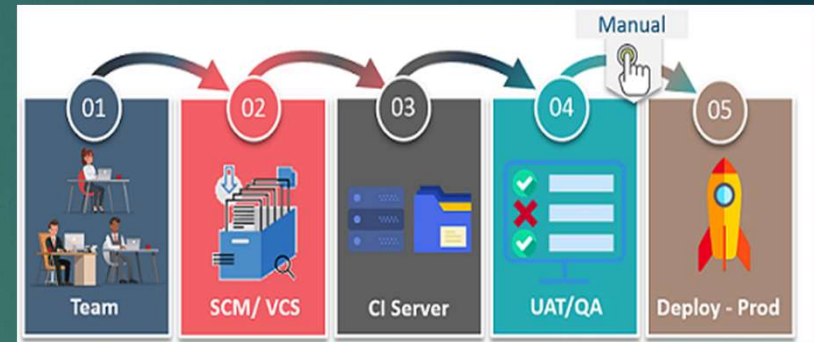 Manual
01
02
03
04
05
Team
SCM/ VCS
CI Server
UAT/QA
Deploy - Prod